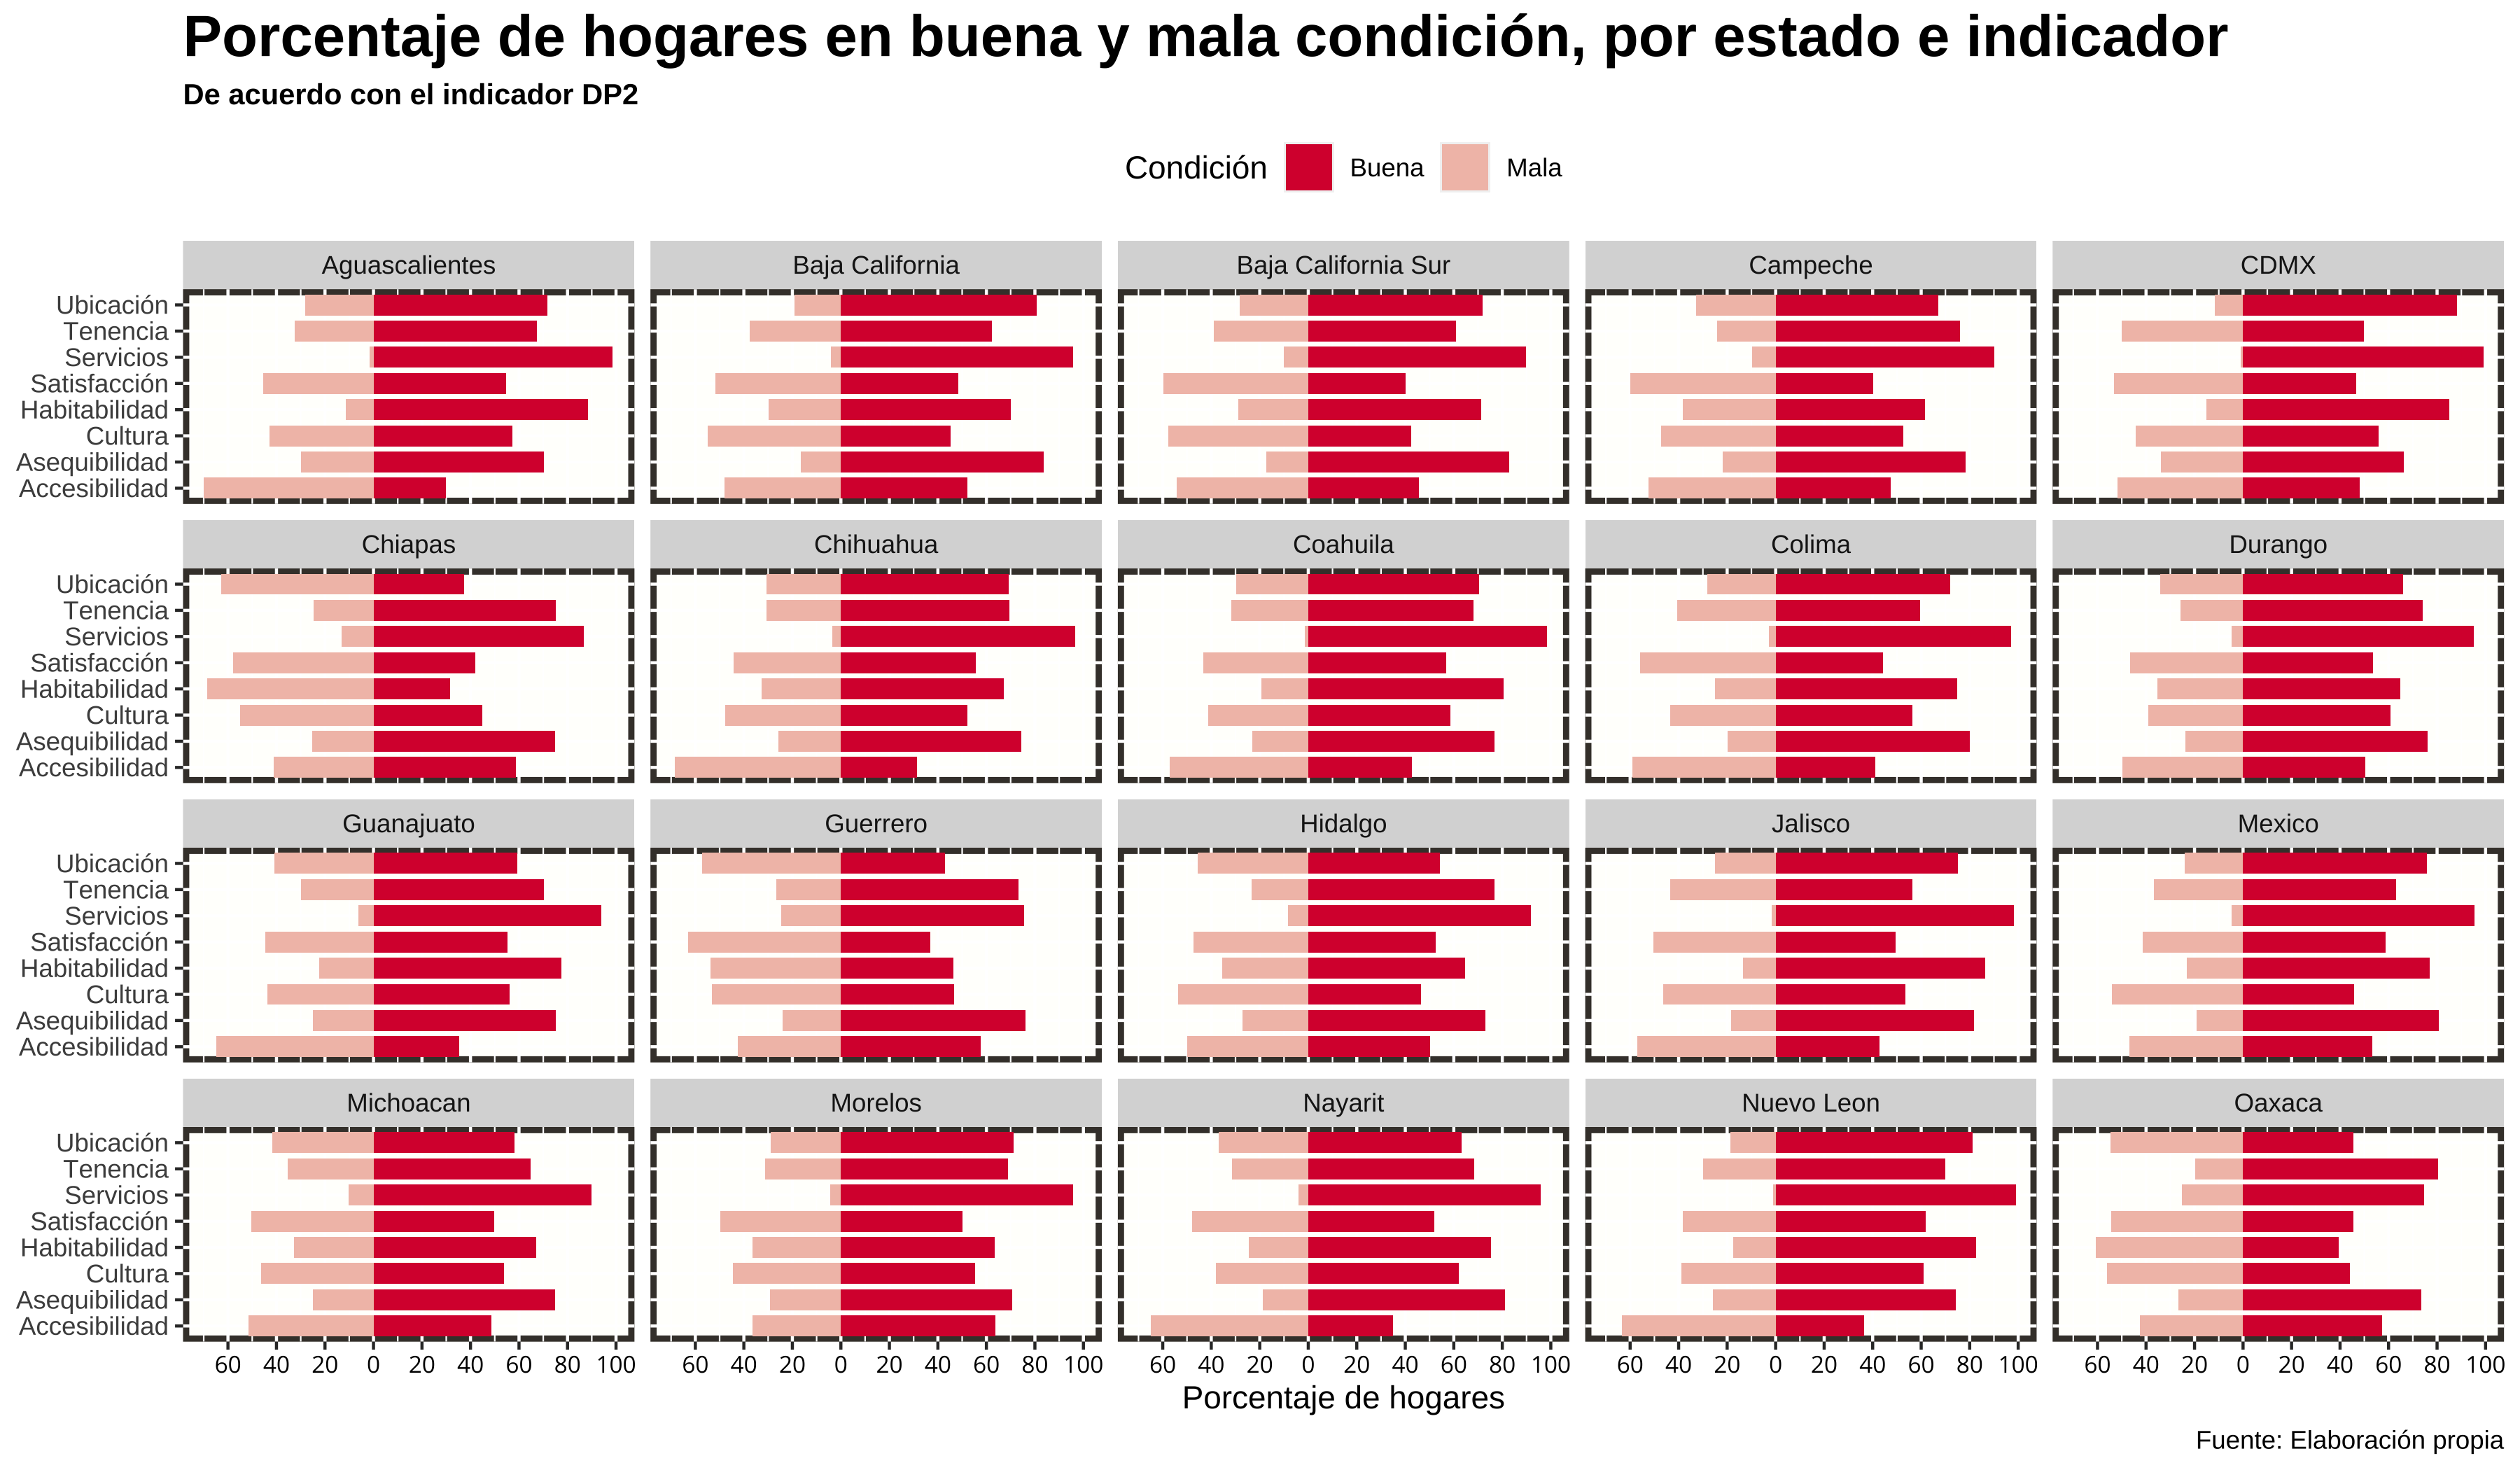 Porcentaje de hogares en buena y mala condición, por estado e indicador
De acuerdo con el indicador DP2
Condición Buena Mala
Aguascalientes Baja California Baja California Sur Campeche CDMX
Ubicación
Tenencia
Servicios
Satisfacción
Habitabilidad
Cultura
Asequibilidad
Accesibilidad
Chiapas Chihuahua Coahuila Colima Durango
Ubicación
Tenencia
Servicios
Satisfacción
Habitabilidad
Cultura
Asequibilidad
Accesibilidad
Guanajuato Guerrero Hidalgo Jalisco Mexico
Ubicación
Tenencia
Servicios
Satisfacción
Habitabilidad
Cultura
Asequibilidad
Accesibilidad
Michoacan Morelos Nayarit Nuevo Leon Oaxaca
Ubicación
Tenencia
Servicios
Satisfacción
Habitabilidad
Cultura
Asequibilidad
Accesibilidad
60 40 20 0 20 40 60 80 100 60 40 20 0 20 40 60 80 100 60 40 20 0 20 40 60 80 100 60 40 20 0 20 40 60 80 100 60 40 20 0 20 40 60 80 100
Porcentaje de hogares
Fuente: Elaboración propia